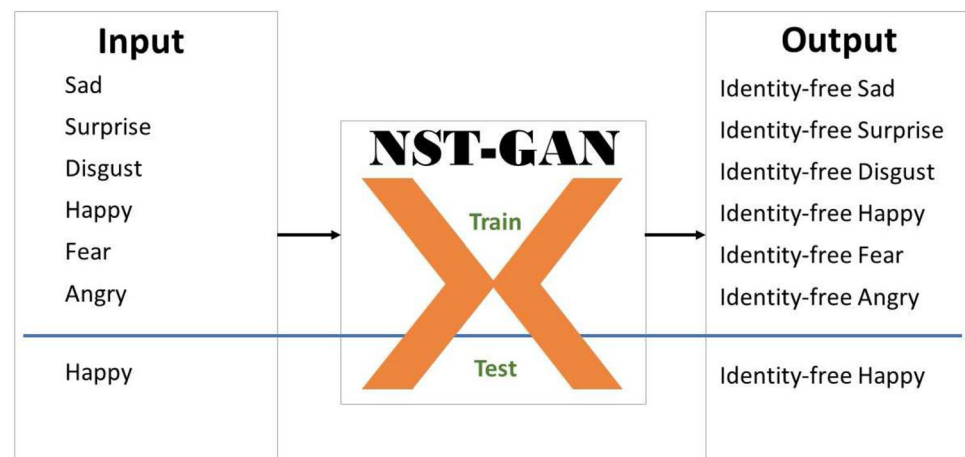 Input
Sad
Surprise
Disgust
Happy
Fear
Angry
Happy
NST-GAN
Train
Test
Output
Identity-free Sad
Identity-free Surprise
Identity-free Disgust
Identity-free Happy
Identity-free Fear
Identity-free Angry
Identity-free Happy